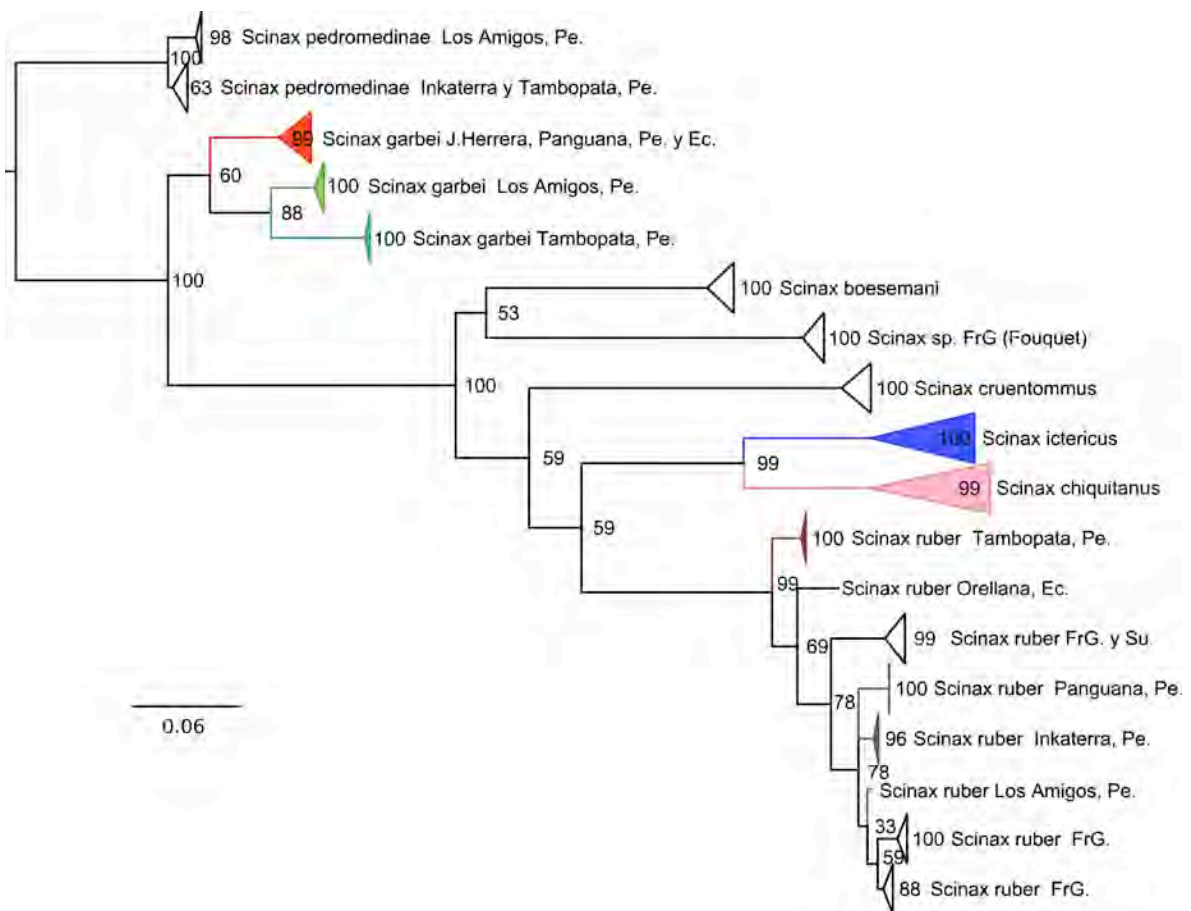 98 Scinax pedromedinae Los Amigos, Pe.
100
63 Scinax pedromedinae Inkaterra y Tambopata, Pe.
99 Scinax garbei J.Herrera, Panguana, Pe. y Ec.
60
100 Scinax garbei Los Amigos, Pe.
88
100 Scinax garbei Tambopata, Pe.
100
100 Scinax boesemani
53
100 Scinax sp. FrG (Fouquet)
100
100 Scinax cruentommus
100 Scinax ictericus
59
99
99 Scinax chiquitanus
59
100 Scinax ruber Tambopata, Pe.
99
Scinax ruber Orellana, Ec.
99 Scinax ruber FrG. y Su.
69
100 Scinax ruber Panguana, Pe.
78
0.06
96 Scinax ruber Inkaterra, Pe.
78
Scinax ruber Los Amigos, Pe.
33
100 Scinax ruber FrG.
59
88 Scinax ruber FrG.